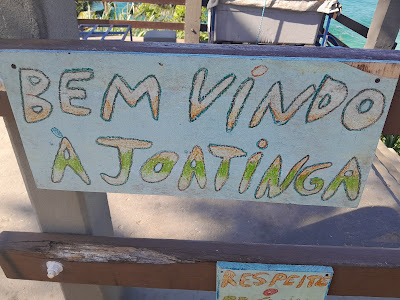 BEM VINDO
À JOATINGA
RESPEITE
O